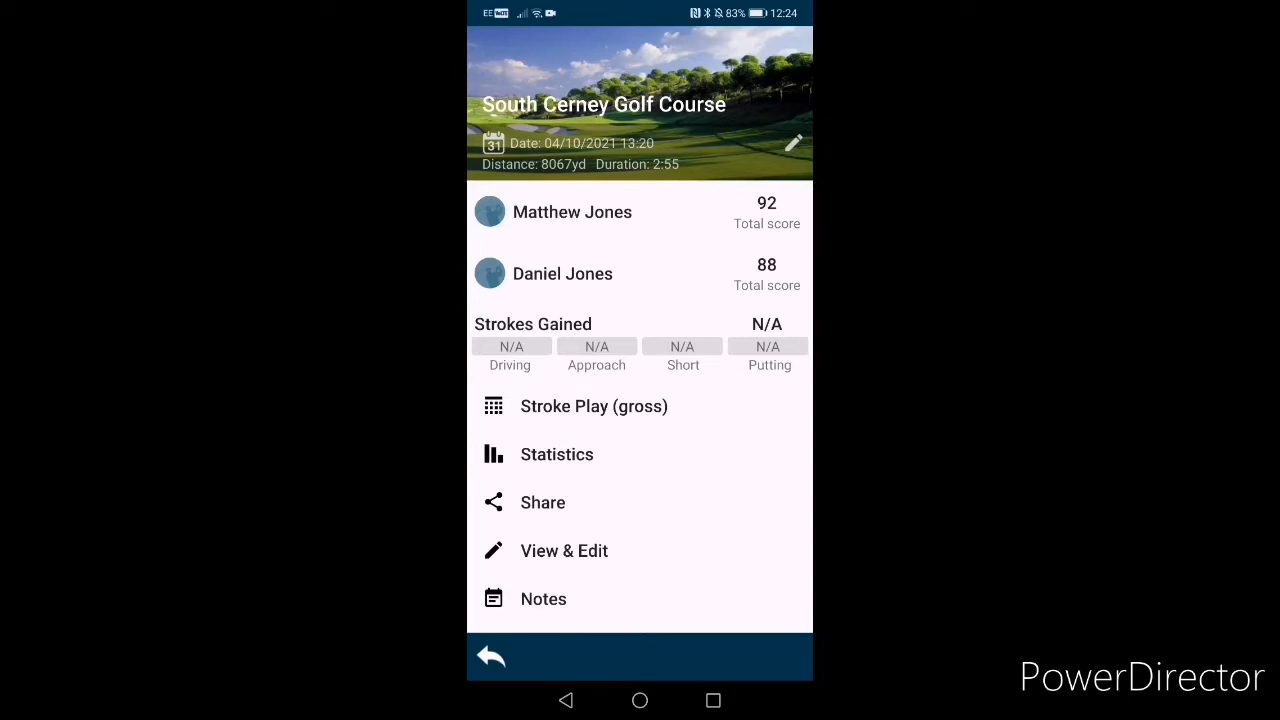 EE VoWiFi 83% 12:24
South Cerney Golf Course
31 Date: 04/10/2021 13:20
Distance: 8067yd Duration: 2:55
Matthew Jones 92
Total score
Daniel Jones 88
Total score
Strokes Gained N/A
N/A N/A N/A N/A
Driving Approach Short Putting
Stroke Play (gross)
Statistics
Share
View & Edit
Notes
PowerDirector